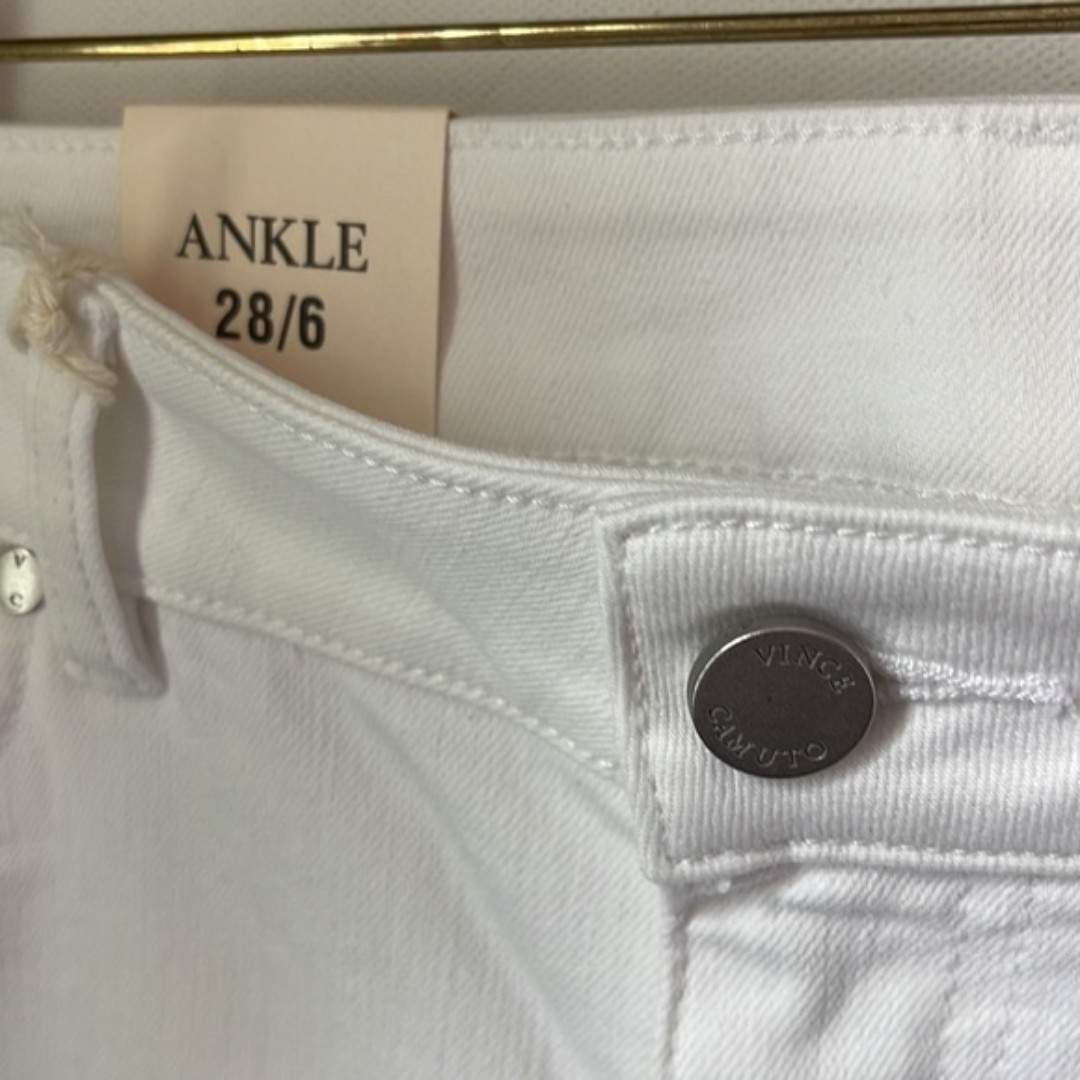 ANKLE
28/6
V
C
VINCE
CAMUTO